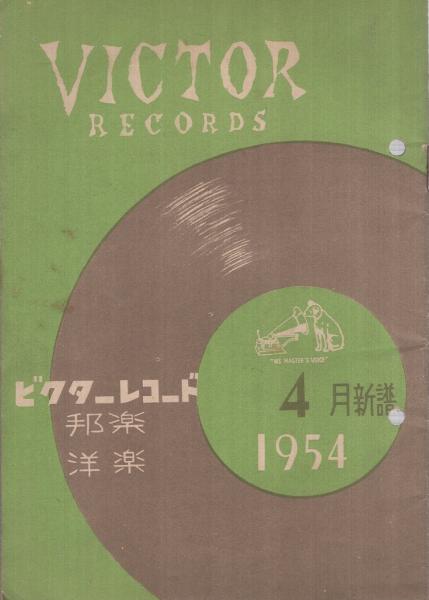 VICTOR
RECORDS
"HIS MASTER'S VOICE"
ビクターレコード
邦楽
洋楽
4月新譜
1954